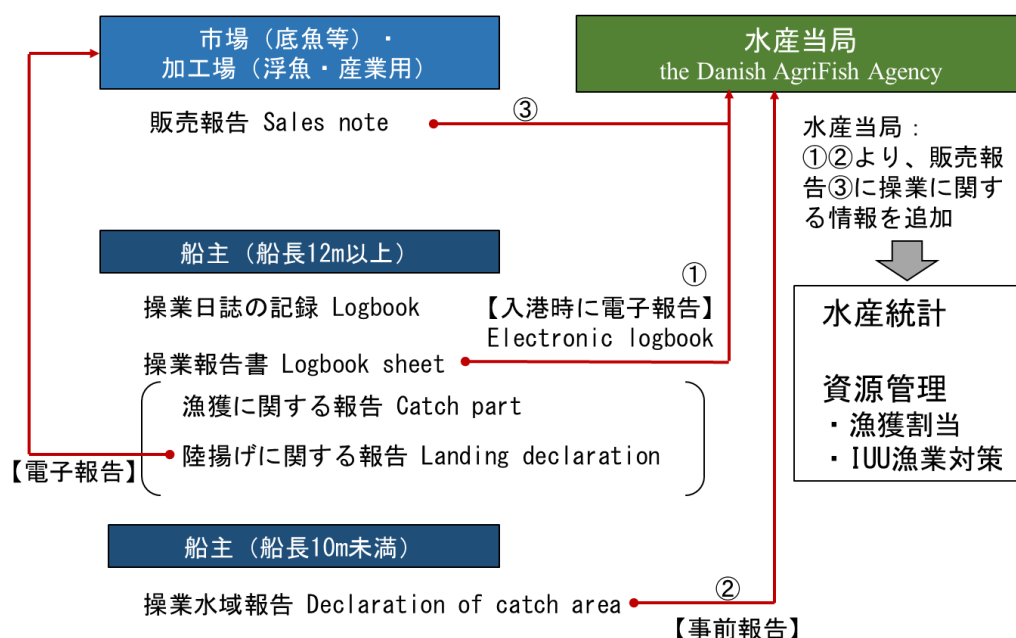 市場（底魚等）・
加工場（浮魚・産業用）
水産当局
the Danish AgriFish Agency
販売報告 Sales note
③
水産当局：
①②より、販売報
告③に操業に関す
る情報を追加
船主（船長12m以上）
①
操業日誌の記録 Logbook
【入港時に電子報告】
Electronic logbook
操業報告書 Logbook sheet
漁獲に関する報告 Catch part
陸揚げに関する報告 Landing declaration
【電子報告】
水産統計
資源管理
・漁獲割当
・IUU漁業対策
船主（船長10m未満）
②
操業水域報告 Declaration of catch area
【事前報告】